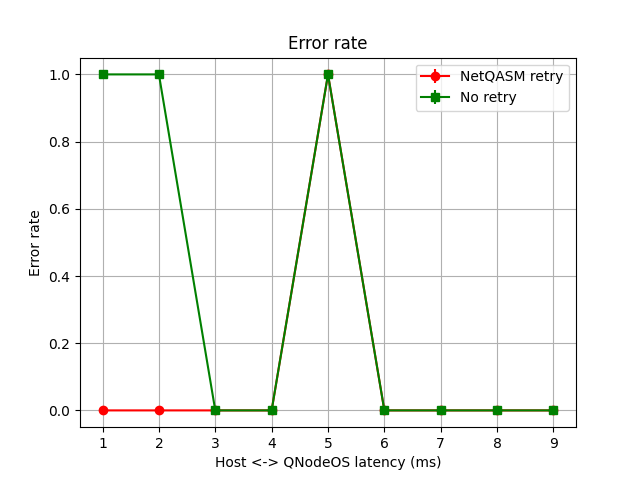 Error rate
NetQASM retry
No retry
Error rate
1.0
0.8
0.6
0.4
0.2
0.0
1 2 3 4 5 6 7 8 9
Host <-> QNodeOS latency (ms)